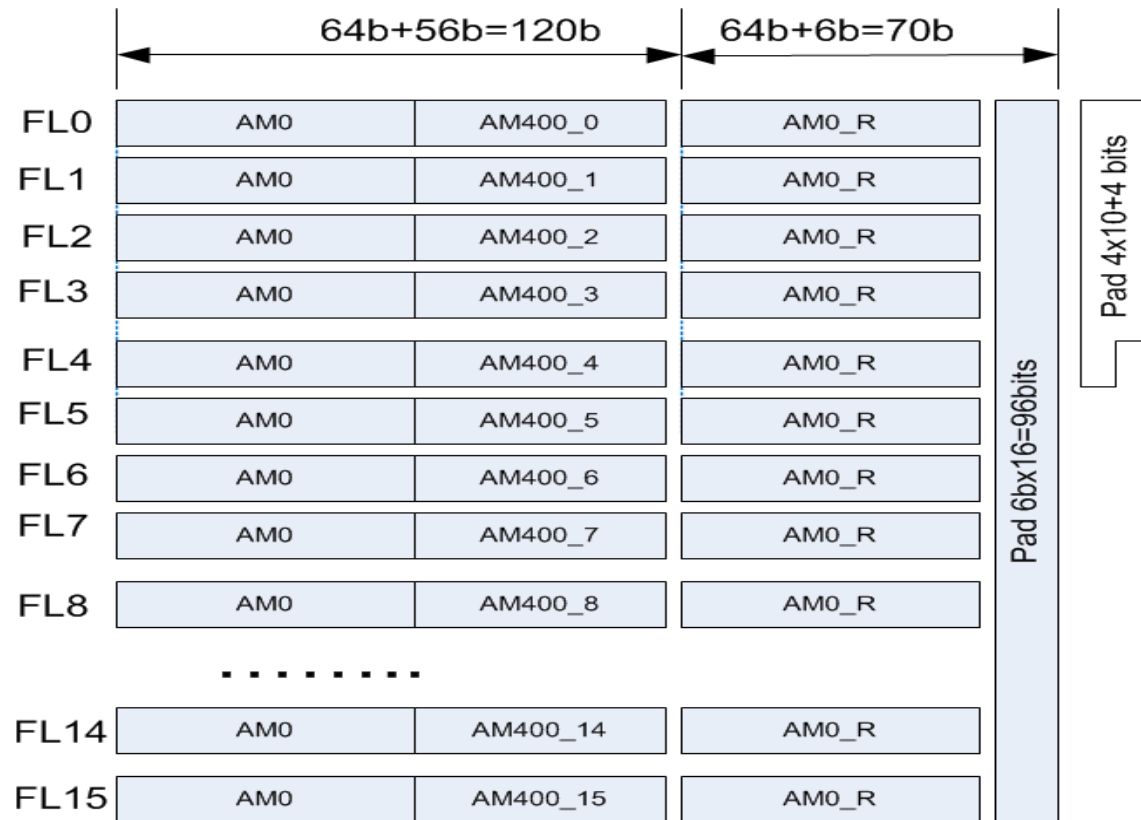 64b+56b=120b 64b+6b=70b
FL0 AM0 AM400_0 AM0_R
FL1 AM0 AM400_1 AM0_R
FL2 AM0 AM400_2 AM0_R
FL3 AM0 AM400_3 AM0_R
FL4 AM0 AM400_4 AM0_R
FL5 AM0 AM400_5 AM0_R
FL6 AM0 AM400_6 AM0_R
FL7 AM0 AM400_7 AM0_R
FL8 AM0 AM400_8 AM0_R
........
FL14 AM0 AM400_14 AM0_R
FL15 AM0 AM400_15 AM0_R
Pad 6bx16=96bits
Pad 4x10+4 bits